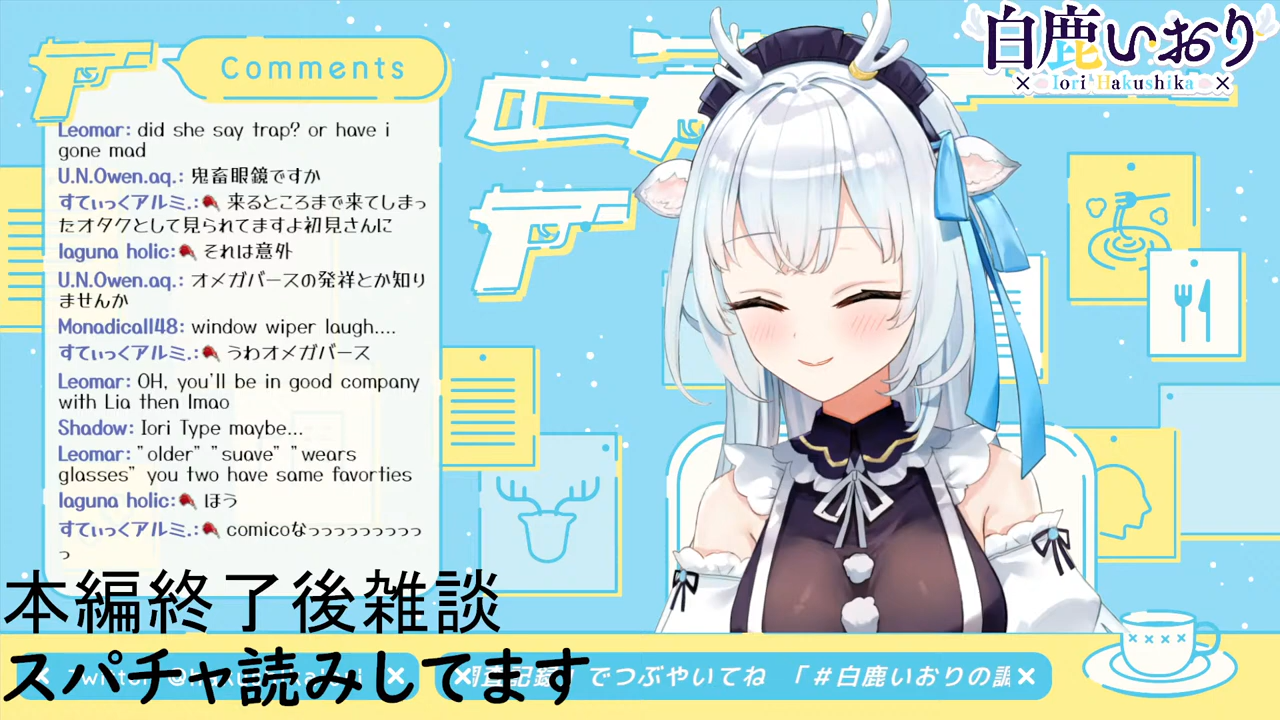 白鹿いおり
Iori Hakushika
Comments
Leomar: did she say trap? or have i
gone mad
U.N.Owen.aq.: 鬼畜眼鏡ですか
すてぃっくアルミ.: 来るところまで来てしまっ
たオタクとして見られてますよ初見さんに
laguna holic: それは意外
U.N.Owen.aq.: オメガバースの発祥とか知り
ませんか
Monadicall48: window wiper laugh....
すてぃっくアルミ.: うわオメガバース
Leomar: OH, you'll be in good company
with Lia then lmao
Shadow: Iori Type maybe...
Leomar: "older" "suave" "wears
glasses" you two have same favorties
laguna holic: ほう
すてぃっくアルミ.: comicoなっっっっっっっっっ
っ
本編終了後雑談
スパチャ読みしてます
でつぶやいてね 「#白鹿いおりの調